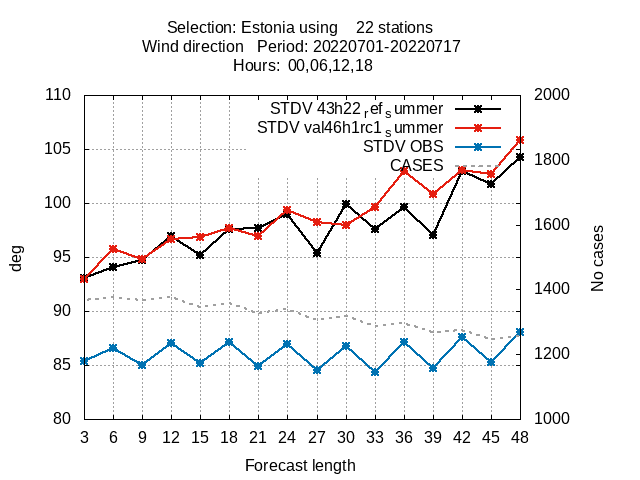 Selection: Estonia using    22 stations
Wind direction   Period: 20220701-20220717
Hours:  00,06,12,18
110
105
100
95
90
85
80
deg
2000
1800
1600
1400
1200
1000
No cases
STDV 43h22_ref_summer
STDV val46h1rc1_summer
STDV OBS
CASES
3 6 9 12 15 18 21 24 27 30 33 36 39 42 45 48
Forecast length